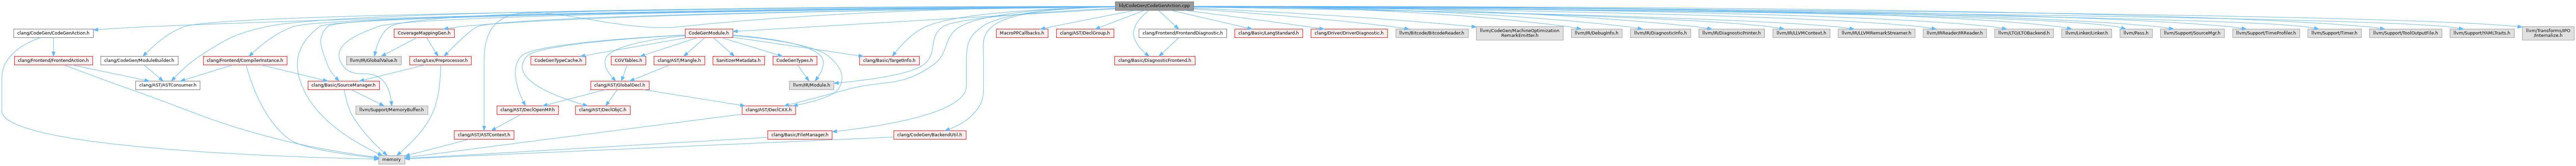 lib/CodeGen/CodeGenAction.cpp
clang/CodeGen/CodeGenAction.h
CoverageMappingGen.h
CodeGenModule.h
MacroPPCallbacks.h
clang/AST/DeclGroup.h
clang/Frontend/FrontendDiagnostic.h
clang/Basic/LangStandard.h
clang/Driver/DriverDiagnostic.h
llvm/Bitcode/BitcodeReader.h
llvm/CodeGen/MachineOptimization
RemarkEmitter.h
llvm/IR/DebugInfo.h
llvm/IR/DiagnosticInfo.h
llvm/IR/DiagnosticPrinter.h
llvm/IR/LLVMContext.h
llvm/IR/LLVMRemarkStreamer.h
llvm/IRReader/IRReader.h
llvm/LTO/LTOBackend.h
llvm/Linker/Linker.h
llvm/Pass.h
llvm/Support/SourceMgr.h
llvm/Support/TimeProfiler.h
llvm/Support/Timer.h
llvm/Support/ToolOutputFile.h
llvm/Support/YAMLTraits.h
llvm/Transforms/IPO
/Internalize.h
clang/Frontend/FrontendAction.h
clang/CodeGen/ModuleBuilder.h
clang/Frontend/CompilerInstance.h
llvm/IR/GlobalValue.h
clang/Lex/Preprocessor.h
CodeGenTypeCache.h
CGVTables.h
clang/AST/Mangle.h
SanitizerMetadata.h
CodeGenTypes.h
clang/Basic/TargetInfo.h
clang/Basic/DiagnosticFrontend.h
clang/AST/ASTConsumer.h
clang/Basic/SourceManager.h
clang/AST/GlobalDecl.h
llvm/IR/Module.h
llvm/Support/MemoryBuffer.h
clang/AST/DeclOpenMP.h
clang/AST/DeclObjC.h
clang/AST/DeclCXX.h
clang/AST/ASTContext.h
clang/Basic/FileManager.h
clang/CodeGen/BackendUtil.h
memory